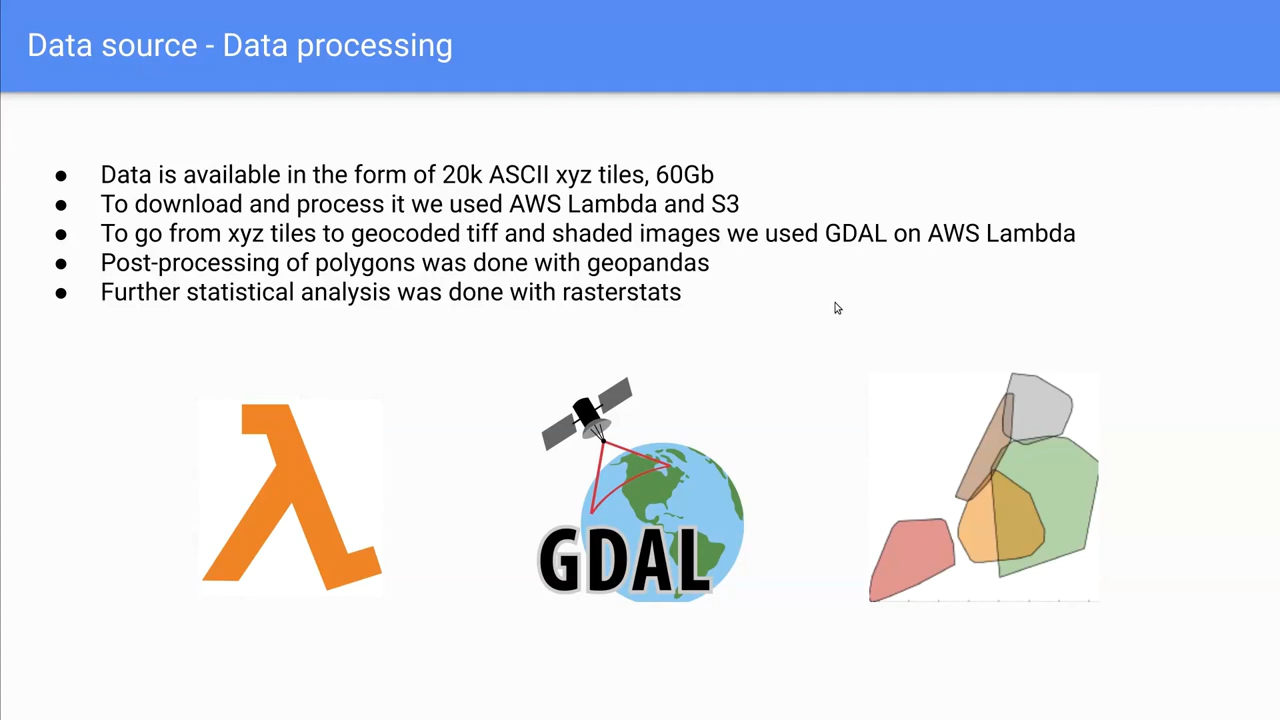 Data source - Data processing
● Data is available in the form of 20k ASCII xyz tiles, 60Gb
● To download and process it we used AWS Lambda and S3
● To go from xyz tiles to geocoded tiff and shaded images we used GDAL on AWS Lambda
● Post-processing of polygons was done with geopandas
● Further statistical analysis was done with rasterstats
GDAL